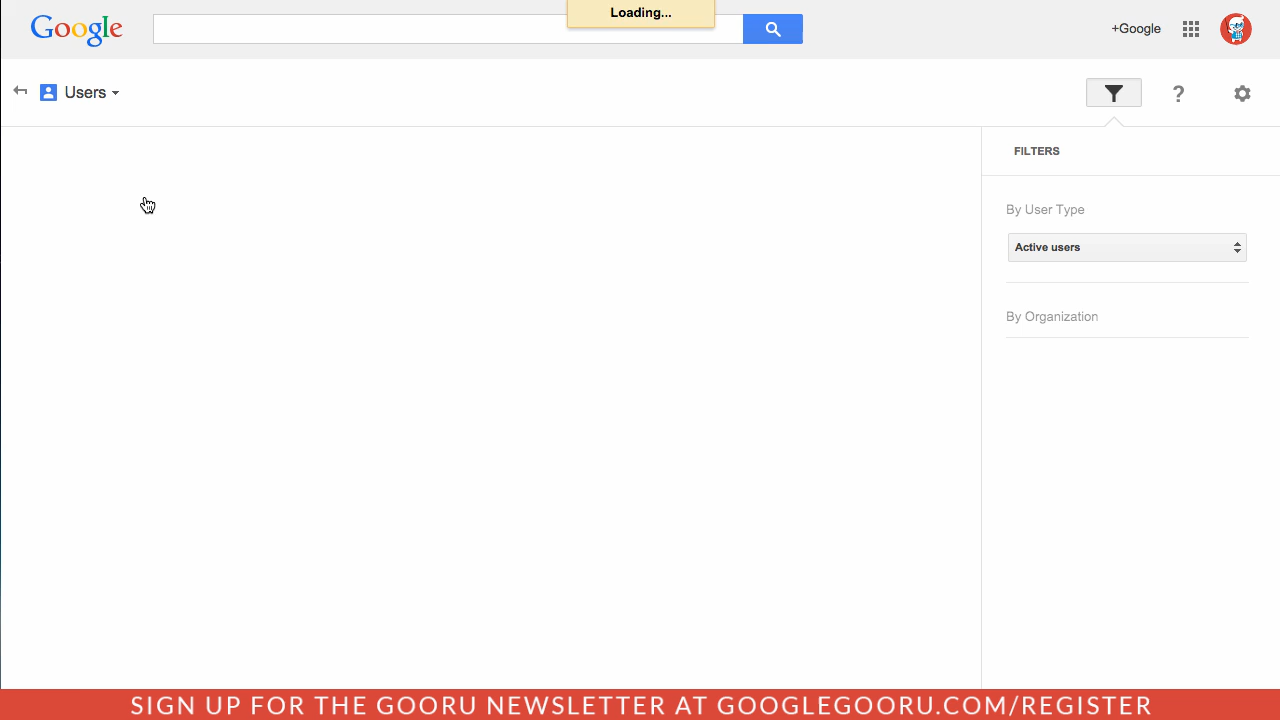 Loading...
Google
+Google
Users
?
FILTERS
By User Type
Active users
By Organization
SIGN UP FOR THE GOORU NEWSLETTER AT GOOGLEGOORU.COM/REGISTER